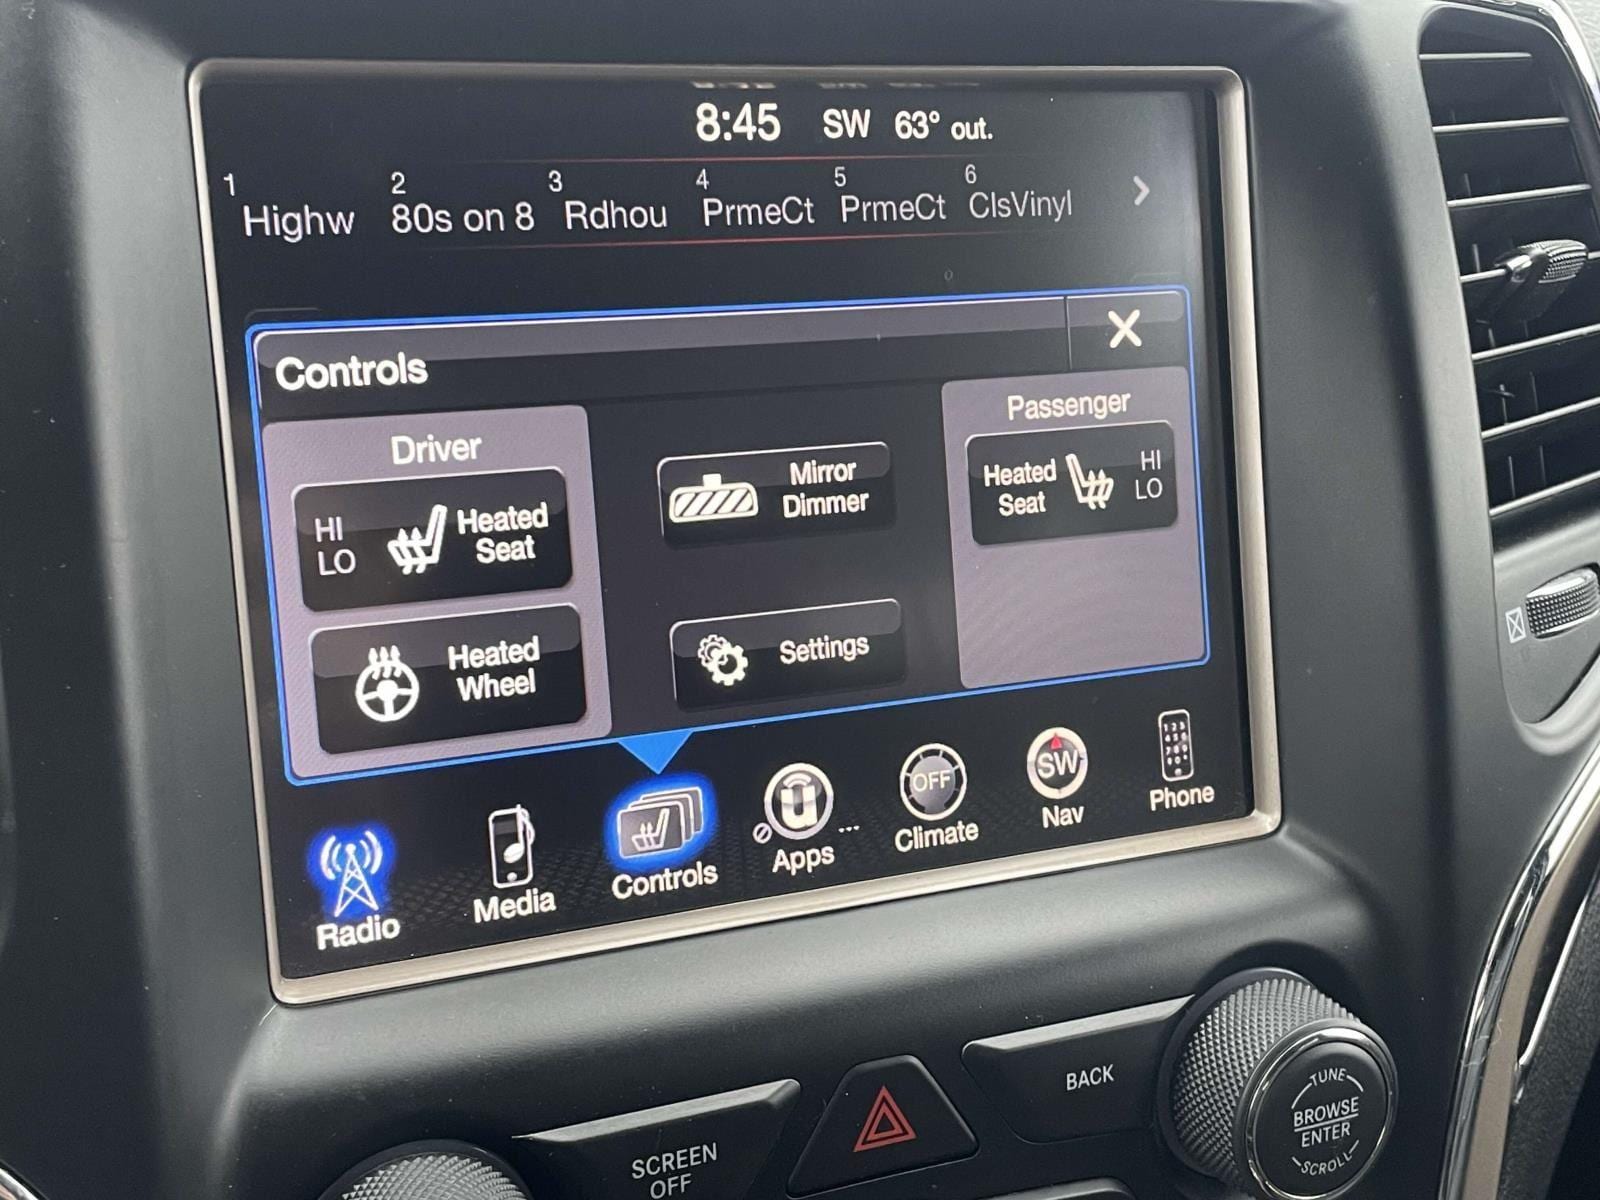 8:45 SW 63° out.
1 2 3 4 5 6
Highw 80s on 8 Rdhou PrmeCt PrmeCt ClsVinyl
Controls
Driver
HI
LO
Heated
Seat
Heated
Wheel
Mirror
Dimmer
Settings
Passenger
Heated
Seat
HI
LO
Radio
Media
Controls
Apps
OFF
Climate
SW
Nav
Phone
SCREEN
OFF
BACK
TUNE
BROWSE
ENTER
SCROLL